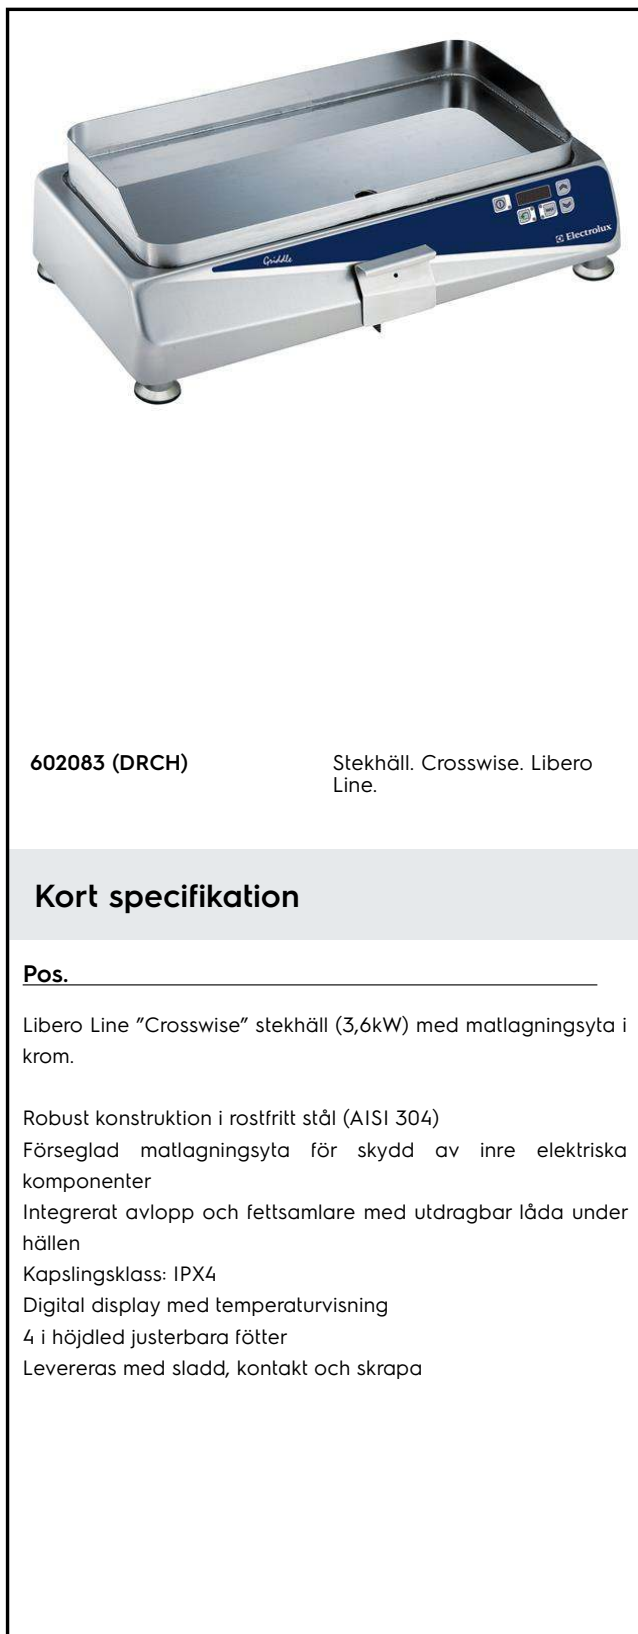 Griddle
Electrolux
602083 (DRCH)
Stekhäll. Crosswise. Libero
Line.
Kort specifikation
Pos.
Libero Line "Crosswise" stekhäll (3,6kW) med matlagningsyta i
krom.
Robust konstruktion i rostfritt stål (AISI 304)
Förseglad matlagningsyta för skydd av inre elektriska
komponenter
Integrerat avlopp och fettsamlare med utdragbar låda under
hällen
Kapslingsklass: IPX4
Digital display med temperaturvisning
4 i höjdled justerbara fötter
Levereras med sladd, kontakt och skrapa